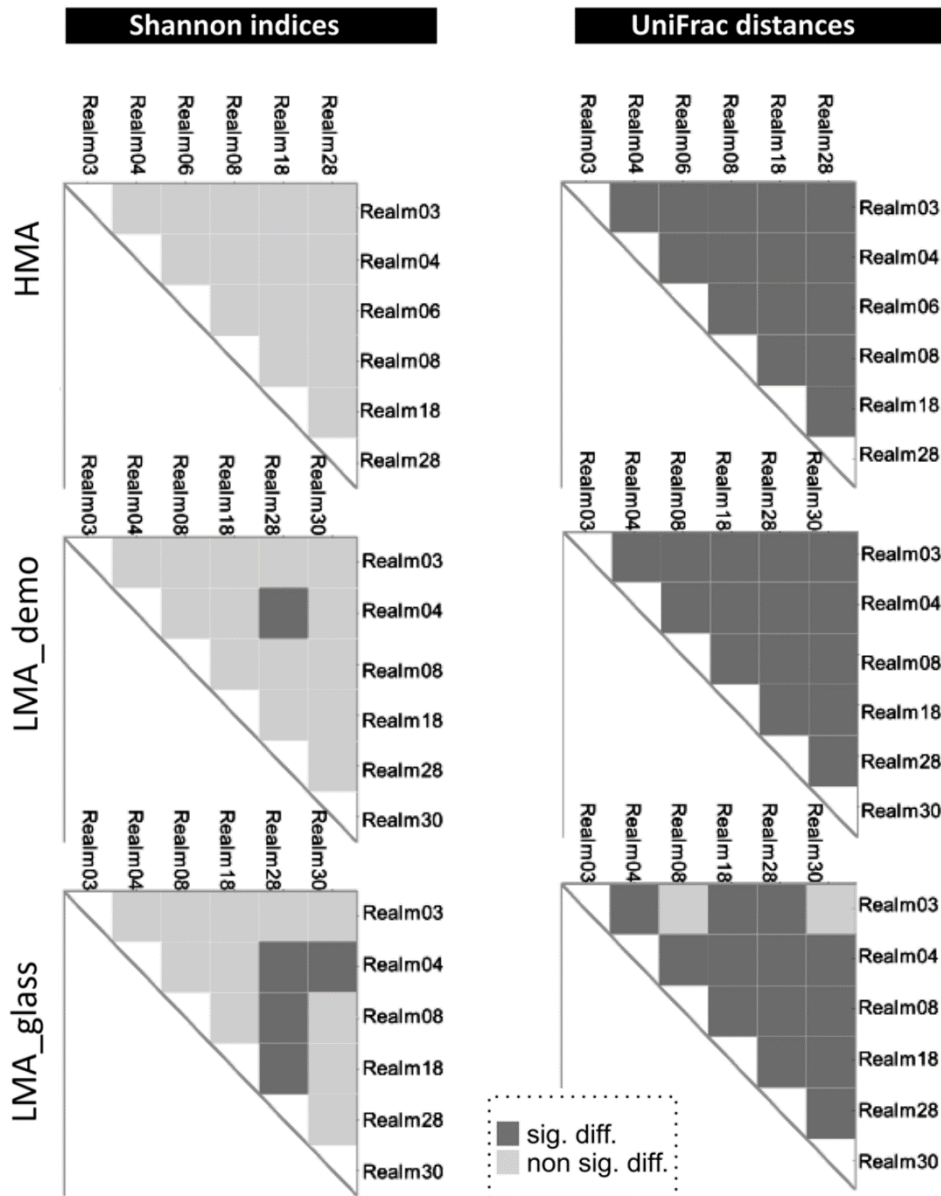 Shannon indices
UniFrac distances
Realm03
Realm04
Realm06
Realm08
Realm18
Realm28
Realm03
Realm04
Realm06
Realm08
Realm18
Realm28
HMA
Realm03
Realm04
Realm06
Realm08
Realm18
Realm28
Realm03
Realm04
Realm06
Realm08
Realm18
Realm28
Realm03
Realm04
Realm08
Realm18
Realm28
Realm30
Realm03
Realm04
Realm08
Realm18
Realm28
Realm30
LMA_demo
Realm03
Realm04
Realm08
Realm18
Realm28
Realm30
Realm03
Realm04
Realm08
Realm18
Realm28
Realm30
Realm03
Realm04
Realm08
Realm18
Realm28
Realm30
Realm03
Realm04
Realm08
Realm18
Realm28
Realm30
LMA_glass
Realm03
Realm04
Realm08
Realm18
Realm28
Realm30
Realm03
Realm04
Realm08
Realm18
Realm28
Realm30
sig. diff.
non sig. diff.